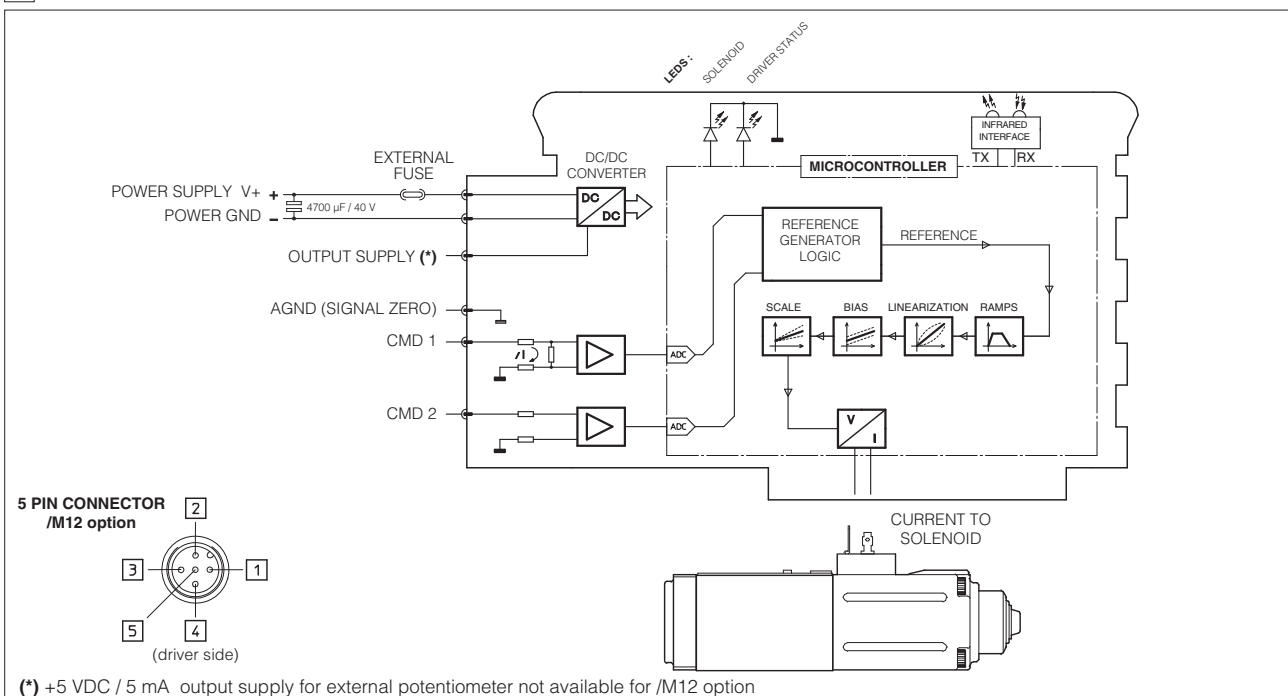 LEDS :
SOLENOID
DRIVER STATUS
INFRARED
INTERFACE
TX
RX
MICROCONTROLLER
EXTERNAL
FUSE
DC/DC
CONVERTER
POWER SUPPLY V+ +
4700 µF / 40 V
POWER GND -
DC
DC
OUTPUT SUPPLY (*)
REFERENCE
GENERATOR
LOGIC
REFERENCE
AGND (SIGNAL ZERO)
SCALE
BIAS
LINEARIZATION
RAMPS
CMD 1
/I
ADC
CMD 2
ADC
V
I
5 PIN CONNECTOR
/M12 option
2
3
1
5
4
(driver side)
CURRENT TO
SOLENOID
(*) +5 VDC / 5 mA output supply for external potentiometer not available for /M12 option